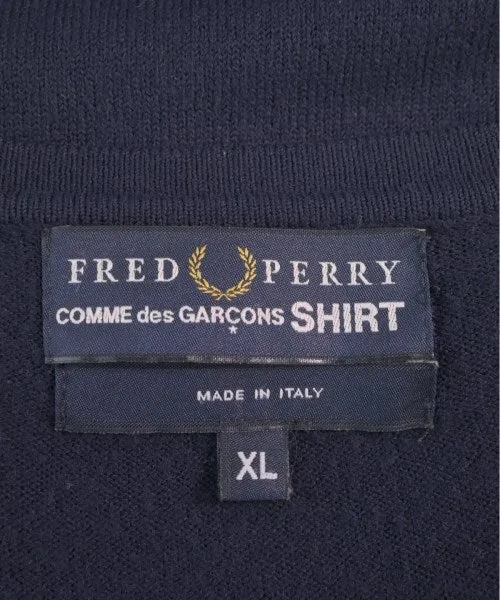 FRED PERRY
COMME des GARÇONS SHIRT
*
MADE IN ITALY
XL